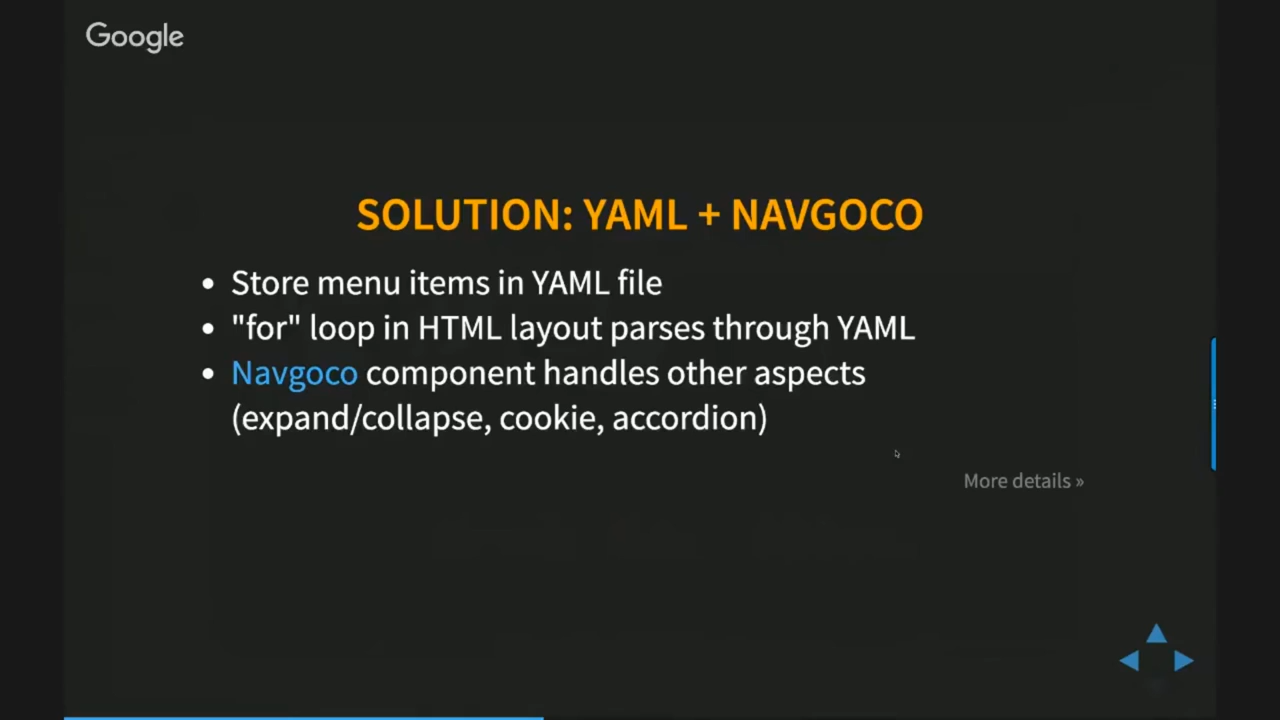 Google
SOLUTION: YAML + NAVGOCO
• Store menu items in YAML file
• "for" loop in HTML layout parses through YAML
• Navgoco component handles other aspects
(expand/collapse, cookie, accordion)
More details »